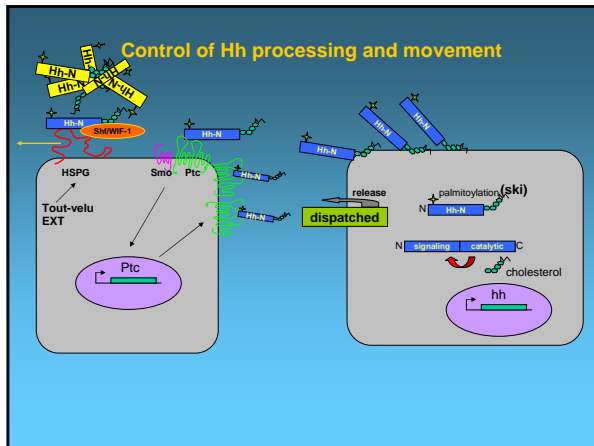 Control of Hh processing and movement
Hh-N
Hh-N
Hh-N
Hh-N
Shf/WIF-1
HSPG
Tout-velu
EXT
Smo Ptc
Hh-N
Hh-N
Hh-N
Ptc
release
dispatched
Hh-N
Hh-N
Hh-N
palmitoylation(ski)
N Hh-N
N signaling catalytic C
cholesterol
hh